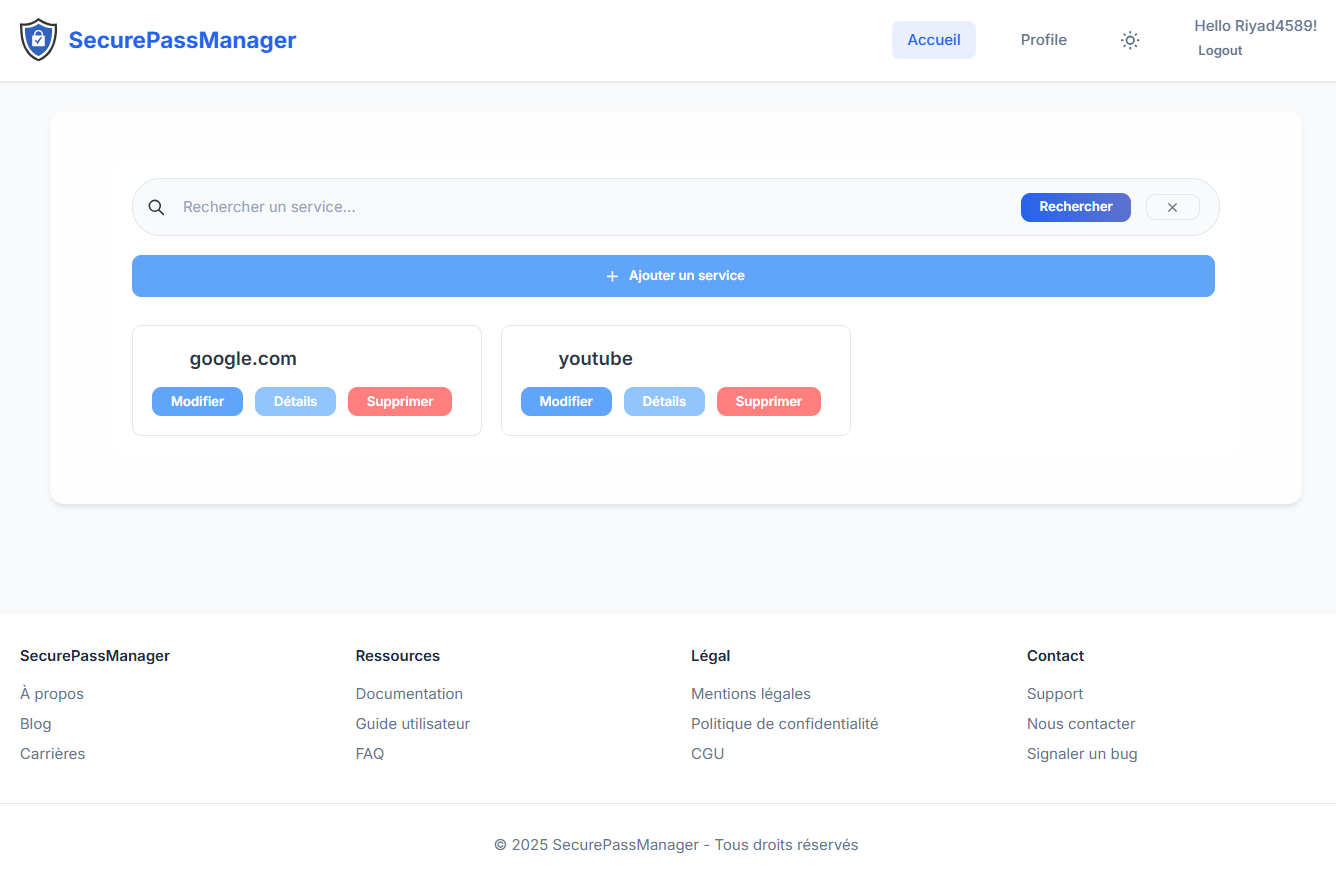 SecurePassManager
Accueil
Profile
Hello Riyad4589!
Logout
Rechercher un service...
Rechercher
Ajouter un service
google.com
Modifier
Détails
Supprimer
youtube
Modifier
Détails
Supprimer
SecurePassManager
À propos
Blog
Carrières
Ressources
Documentation
Guide utilisateur
FAQ
Légal
Mentions légales
Politique de confidentialité
CGU
Contact
Support
Nous contacter
Signaler un bug
© 2025 SecurePassManager - Tous droits réservés